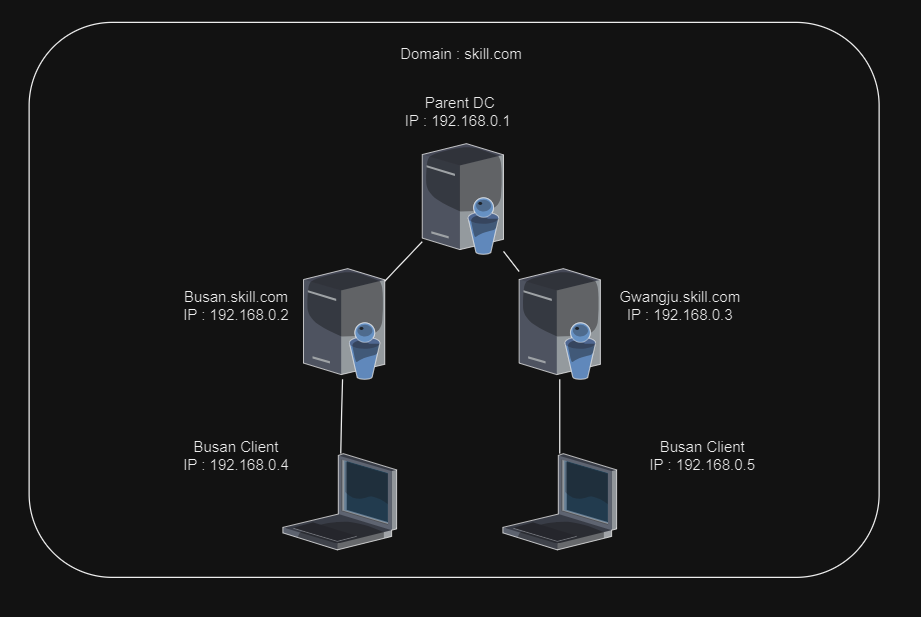 Domain : skill.com
Parent DC
IP : 192.168.0.1
Busan.skill.com
IP : 192.168.0.2
Gwangju.skill.com
IP : 192.168.0.3
Busan Client
IP : 192.168.0.4
Busan Client
IP : 192.168.0.5